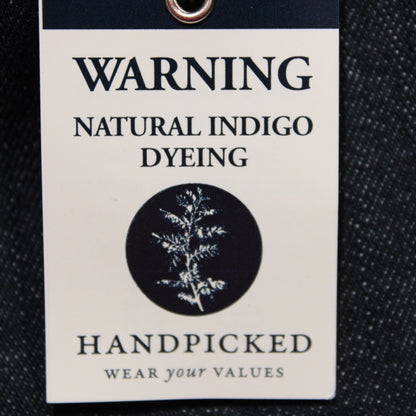 WARNING
NATURAL INDIGO
DYEING
HANDPICKED
WEAR your VALUES